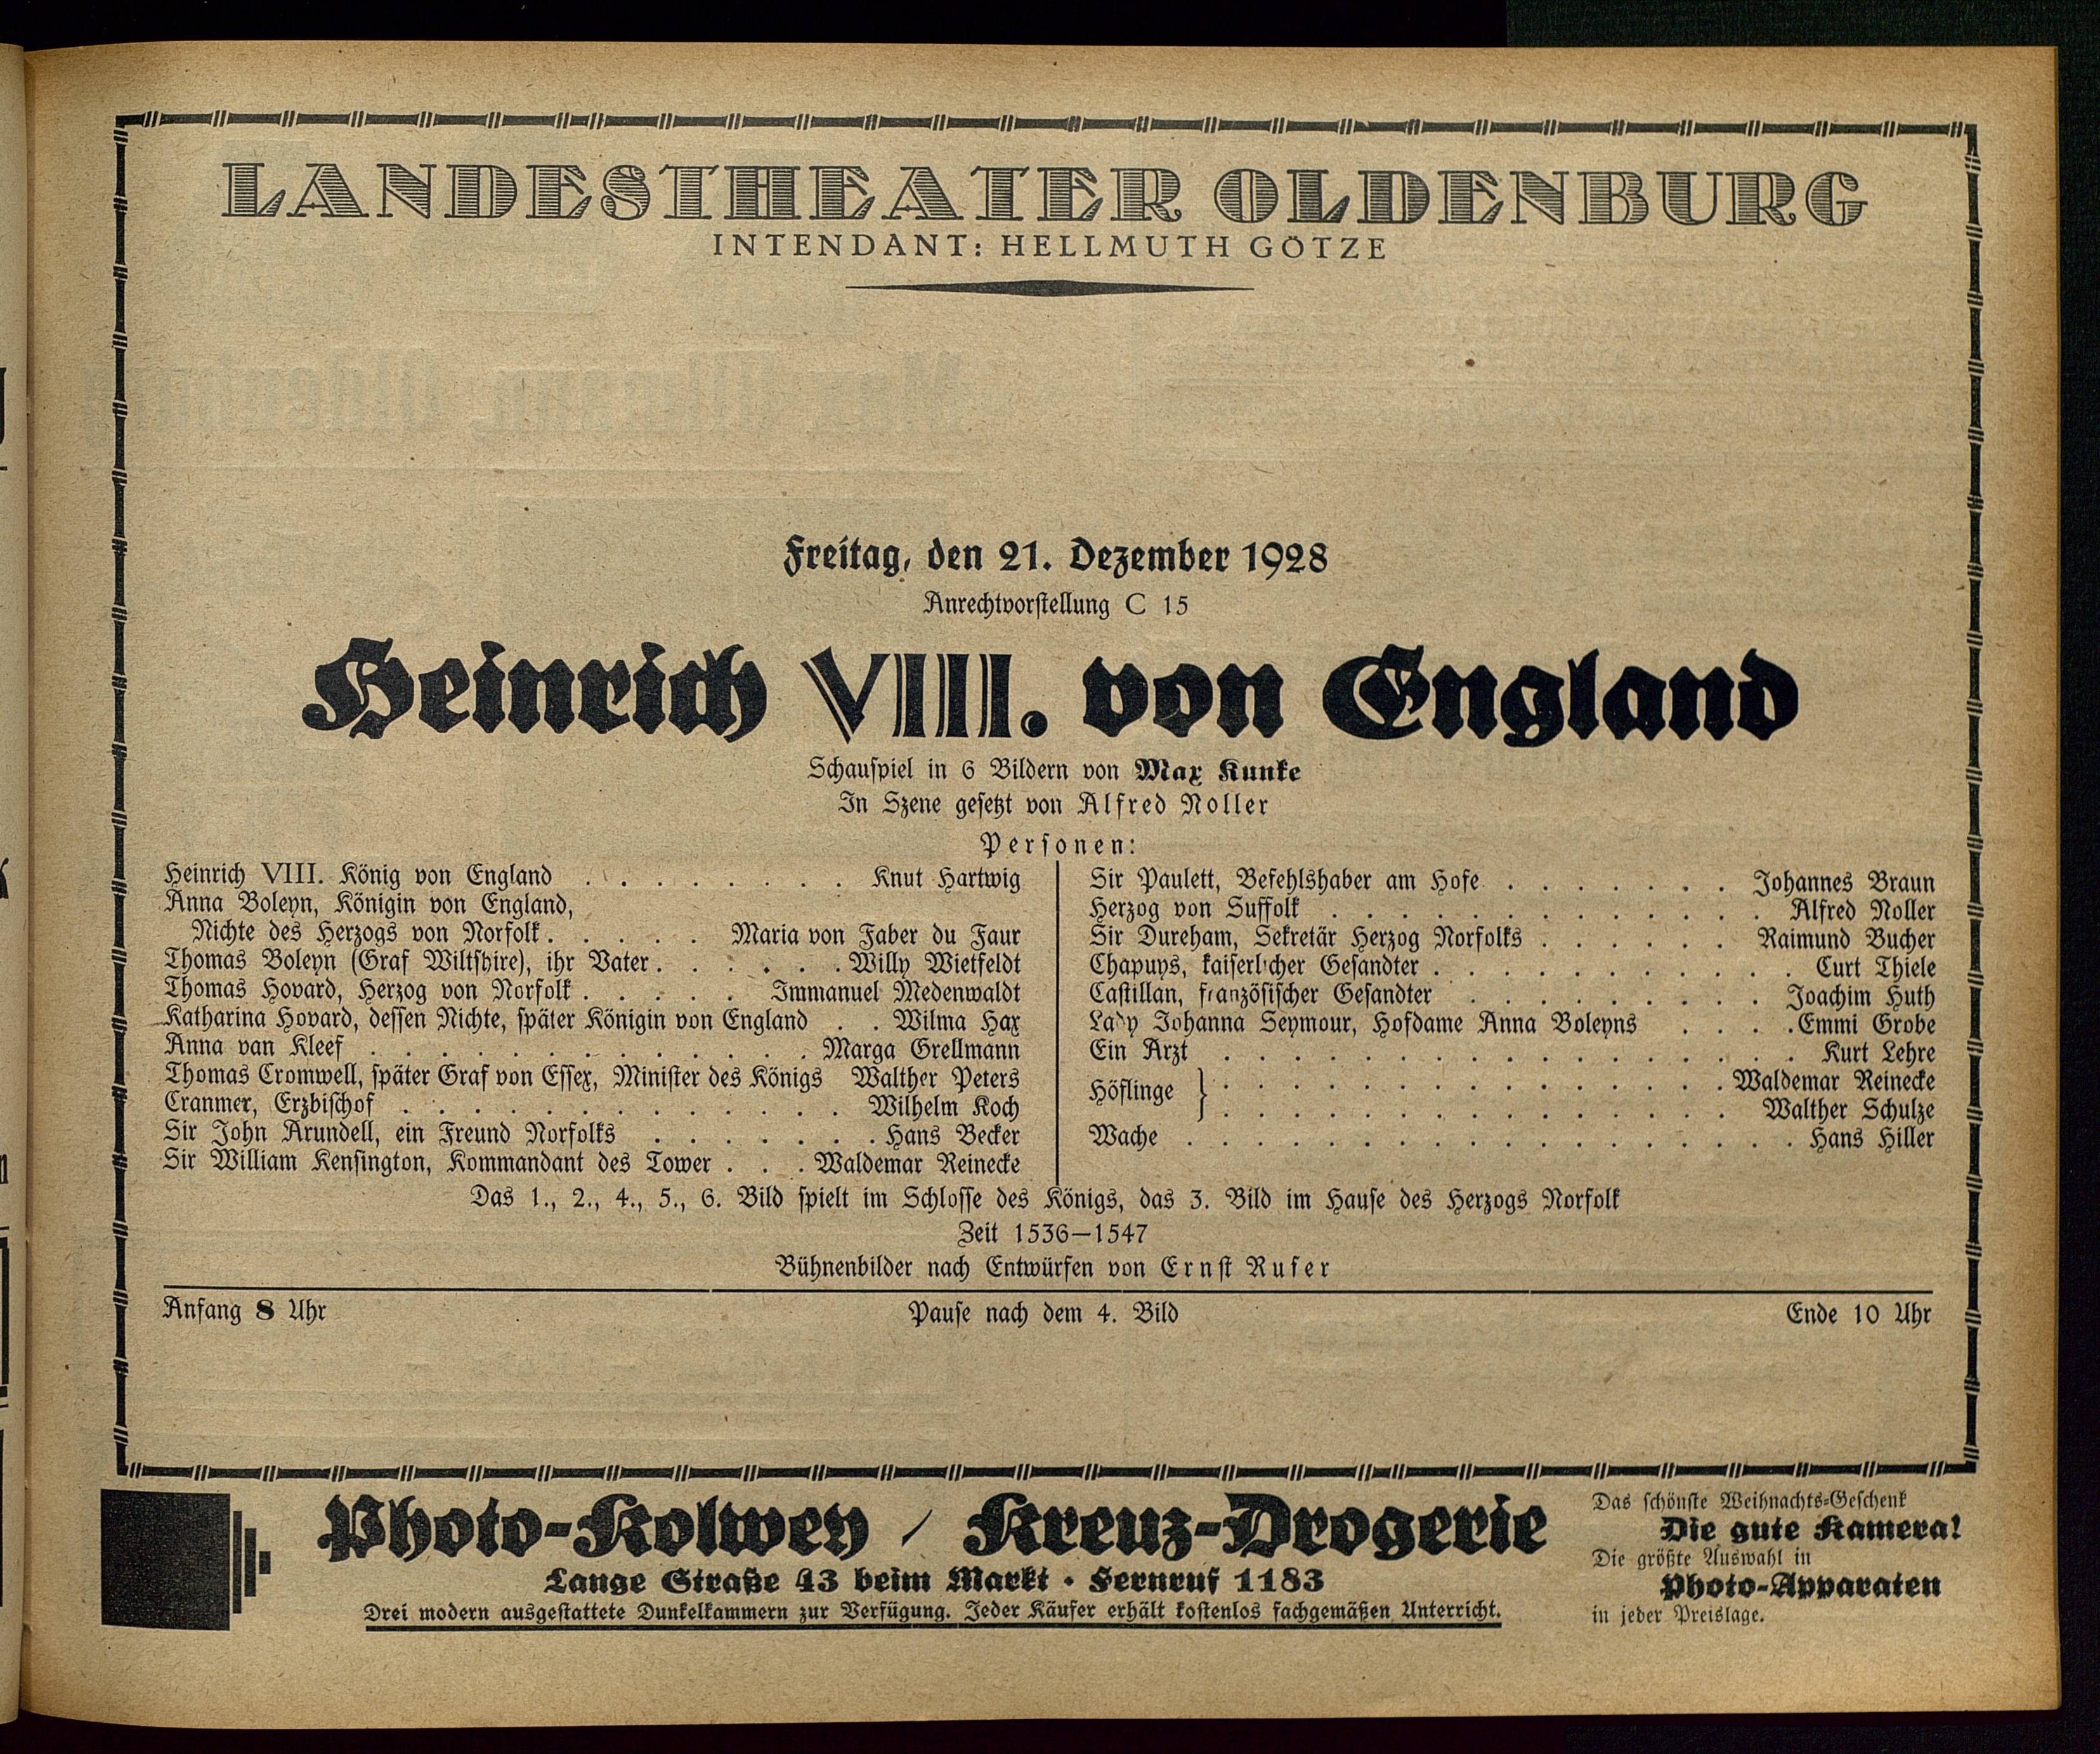 LANDESTHEATER OLDENBURG
INTENDANT: HELLMUTH GÖTZE
Freitag, den 21. Dezember 1928
Anrechtvorstellung C 15
Heinrich VIII. von England
Schauspiel in 6 Bildern von Max Kunke
In Szene gesetzt von Alfred Noller
Personen:
Heinrich VIII. König von England . . . . . . . . Knut Hartwig
Anna Boleyn, Königin von England,
Nichte des Herzogs von Norfolk . . . . . Maria von Faber du Faur
Thomas Boleyn (Graf Wiltshire), ihr Vater . . . . . . Willy Wietfeldt
Thomas Hovard, Herzog von Norfolk . . . . . Immanuel Medenwaldt
Katharina Hovard, dessen Nichte, später Königin von England . . Wilma Hax
Anna van Kleef . . . . . . . . . . . . . Marga Grellmann
Thomas Cromwell, später Graf von Essex, Minister des Königs Walther Peters
Cranmer, Erzbischof . . . . . . . . . . . . . Wilhelm Koch
Sir John Arundell, ein Freund Norfolks . . . . . . . Hans Becker
Sir William Kensington, Kommandant des Tower . . . Waldemar Reinecke
Sir Paulett, Befehlshaber am Hofe . . . . . . . Johannes Braun
Herzog von Suffolk . . . . . . . . . . . . . Alfred Noller
Sir Dureham, Sekretär Herzog Norfolks . . . . . . Raimund Bucher
Chapuys, kaiserlicher Gesandter . . . . . . . . . . . Curt Thiele
Castillan, französischer Gesandter . . . . . . . . . Joachim Huth
Lady Johanna Seymour, Hofdame Anna Boleyns . . . . Emmi Grobe
Ein Arzt . . . . . . . . . . . . . . . . . Kurt Lehre
Höflinge } . . . . . . . . . . . . . . . Waldemar Reinecke
. . . . . . . . . . . . . . . Walther Schulze
Wache . . . . . . . . . . . . . . . . . . Hans Hiller
Das 1., 2., 4., 5., 6. Bild spielt im Schlosse des Königs, das 3. Bild im Hause des Herzogs Norfolk
Zeit 1536—1547
Bühnenbilder nach Entwürfen von Ernst Rufer
Anfang 8 Uhr Pause nach dem 4. Bild Ende 10 Uhr
Photo-Kolwey / Kreuz-Drogerie
Lange Straße 43 beim Markt · Fernruf 1183
Drei modern ausgestattete Dunkelkammern zur Verfügung. Jeder Käufer erhält kostenlos fachgemäßen Unterricht.
Das schönste Weihnachts-Geschenk
Die gute Kamera!
Die größte Auswahl in
Photo-Apparaten
in jeder Preislage.